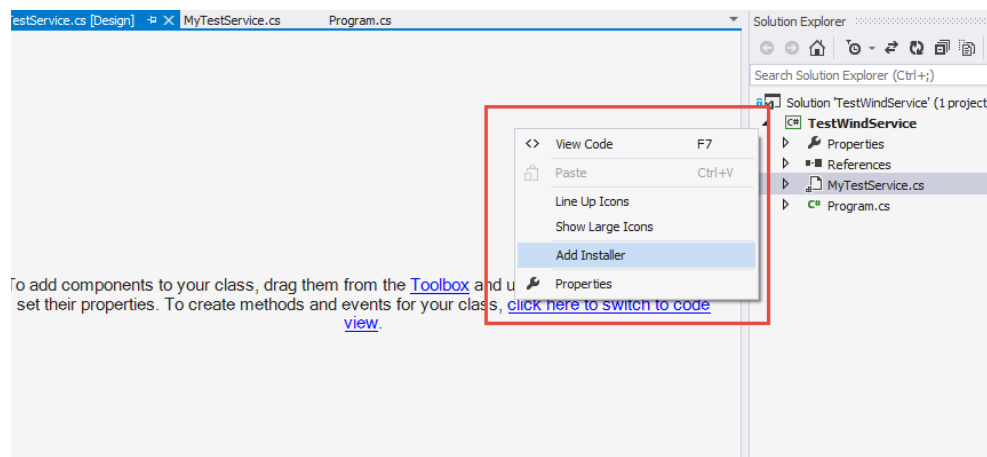 estService.cs [Design]
MyTestService.cs
Program.cs
Solution Explorer
Search Solution Explorer (Ctrl+;)
Solution 'TestWindService' (1 project
C# TestWindService
Properties
References
MyTestService.cs
C# Program.cs
View Code F7
Paste Ctrl+V
Line Up Icons
Show Large Icons
Add Installer
Properties
To add components to your class, drag them from the Toolbox and u
set their properties. To create methods and events for your class, click here to switch to code
view.